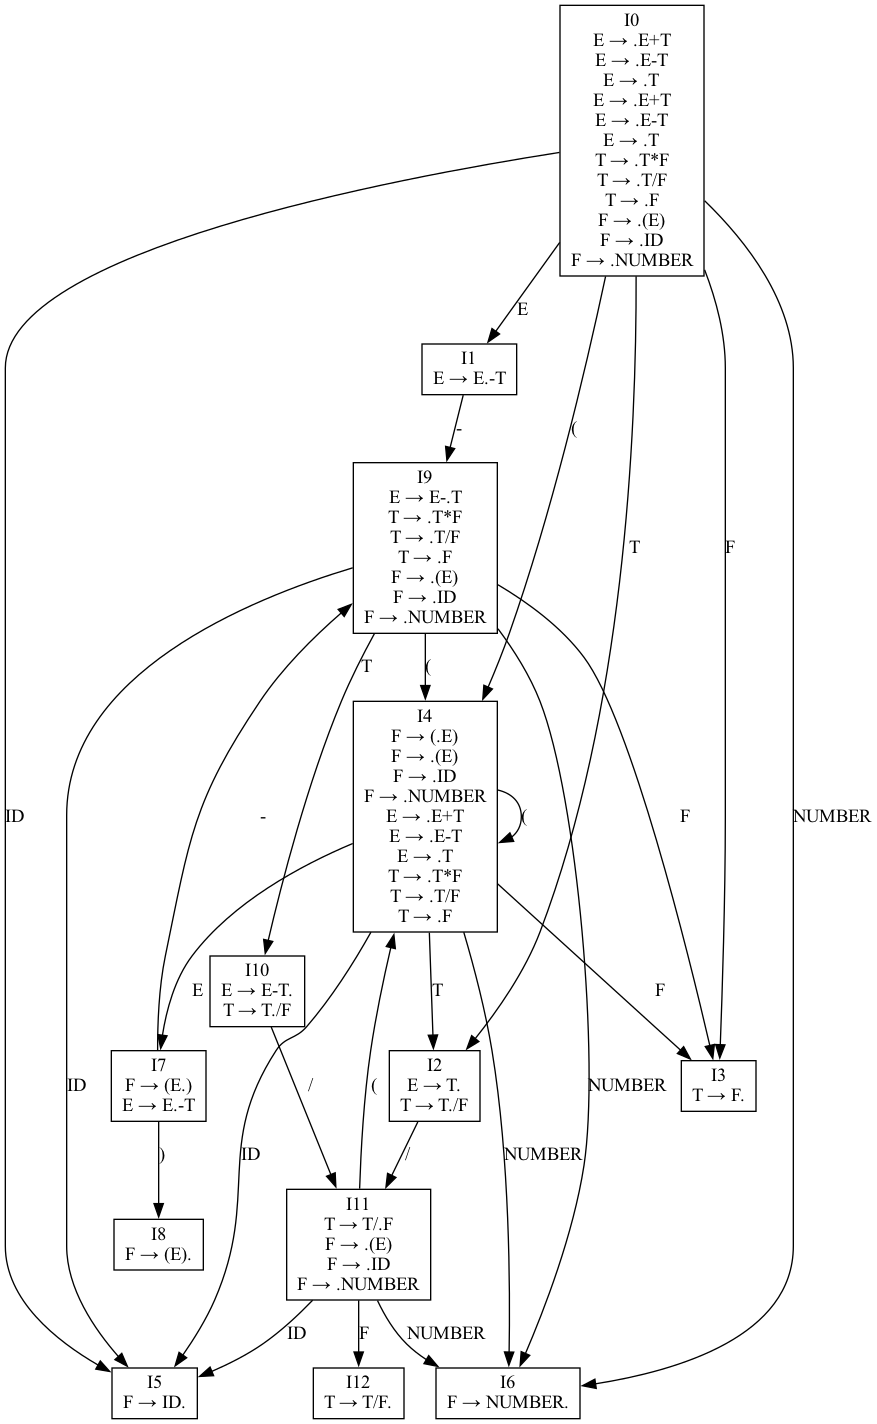 I0
E → .E+T
E → .E-T
E → .T
E → .E+T
E → .E-T
E → .T
T → .T*F
T → .T/F
T → .F
F → .(E)
F → .ID
F → .NUMBER
E
I1
E → E.-T
-
(
I9
E → E-.T
T → .T*F
T → .T/F
T → .F
F → .(E)
F → .ID
F → .NUMBER
T
F
T
(
I4
F → (.E)
F → .(E)
F → .ID
F → .NUMBER
E → .E+T
E → .E-T
E → .T
T → .T*F
T → .T/F
T → .F
ID
-
(
F
NUMBER
I10
E → E-T.
T → T./F
E
T
F
I7
F → (E.)
E → E.-T
I2
E → T.
T → T./F
I3
T → F.
ID
/
(
NUMBER
)
ID
/
NUMBER
I8
F → (E).
I11
T → T/.F
F → .(E)
F → .ID
F → .NUMBER
ID
F
NUMBER
I5
F → ID.
I12
T → T/F.
I6
F → NUMBER.